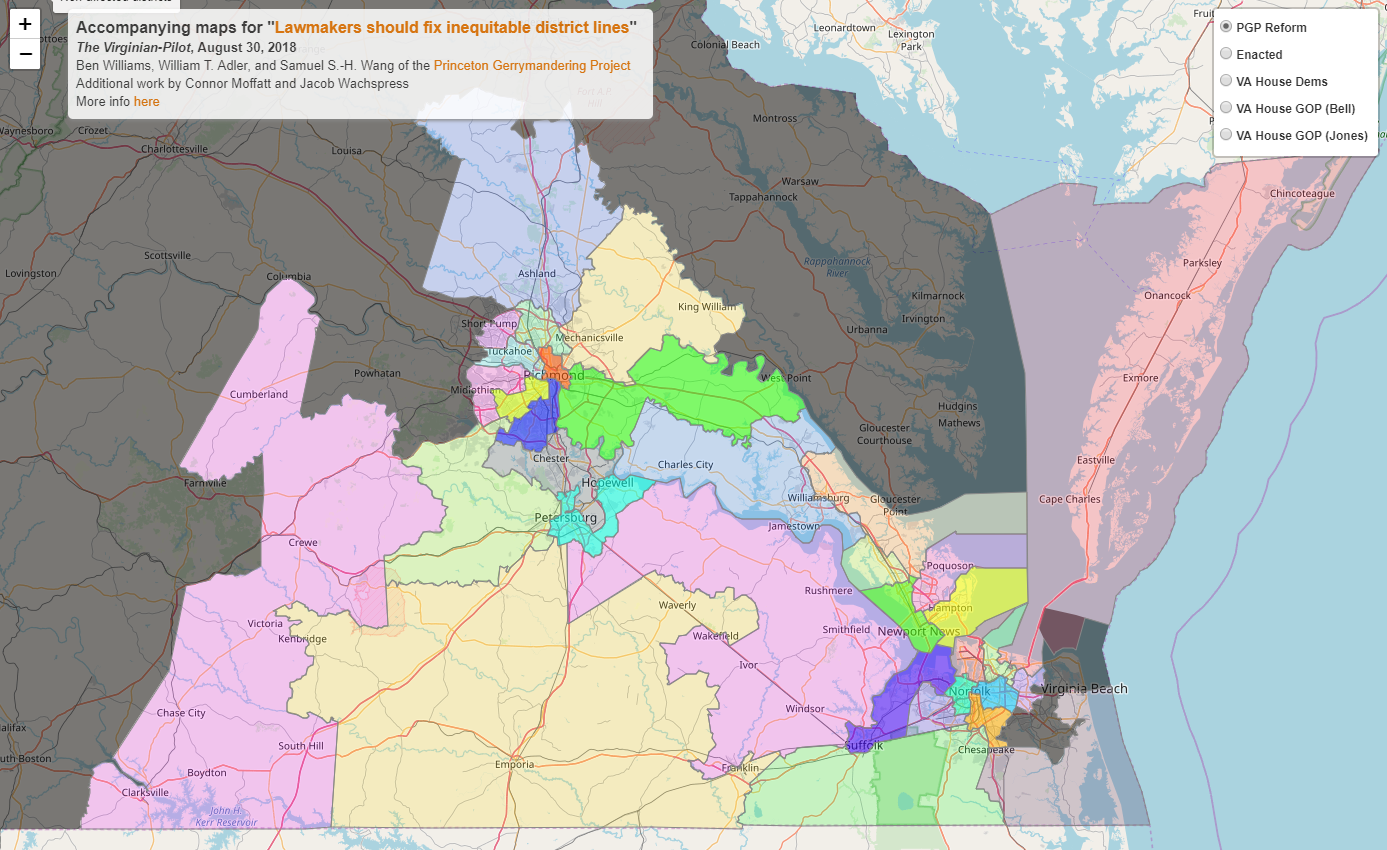 +
−
Accompanying maps for "Lawmakers should fix inequitable district lines"
The Virginian-Pilot, August 30, 2018
Ben Williams, William T. Adler, and Samuel S.-H. Wang of the Princeton Gerrymandering Project
Additional work by Connor Moffatt and Jacob Wachspress
More info here
PGP Reform
Enacted
VA House Dems
VA House GOP (Bell)
VA House GOP (Jones)
Colonial Beach
Leonardtown
Lexington
Park
Waynesboro
Crozet
Charlottesville
Louisa
Montross
Warsaw
Tappahannock
Chincoteague
Scottsville
Lovingston
Columbia
Ashland
Rappahannock
River
Parksley
Onancock
King William
Kilmarnock
Irvington
Urbanna
Short Pump
Mechanicsville
Tuckahoe
Richmond
Powhatan
Midlothian
West Point
Exmore
Cumberland
Hudgins
Mathews
Gloucester
Courthouse
Chester
Charles City
Eastville
Farmville
Hopewell
Williamsburg
Gloucester
Point
Cape Charles
Petersburg
Jamestown
Crewe
Poquoson
Rushmere
Waverly
Hampton
Victoria
Kenbridge
Wakefield
Smithfield
Newport News
Ivor
Norfolk
Virginia Beach
Chase City
Windsor
South Hill
Suffolk
Chesapeake
Emporia
Franklin
Boydton
Clarksville
John H.
Kerr Reservoir